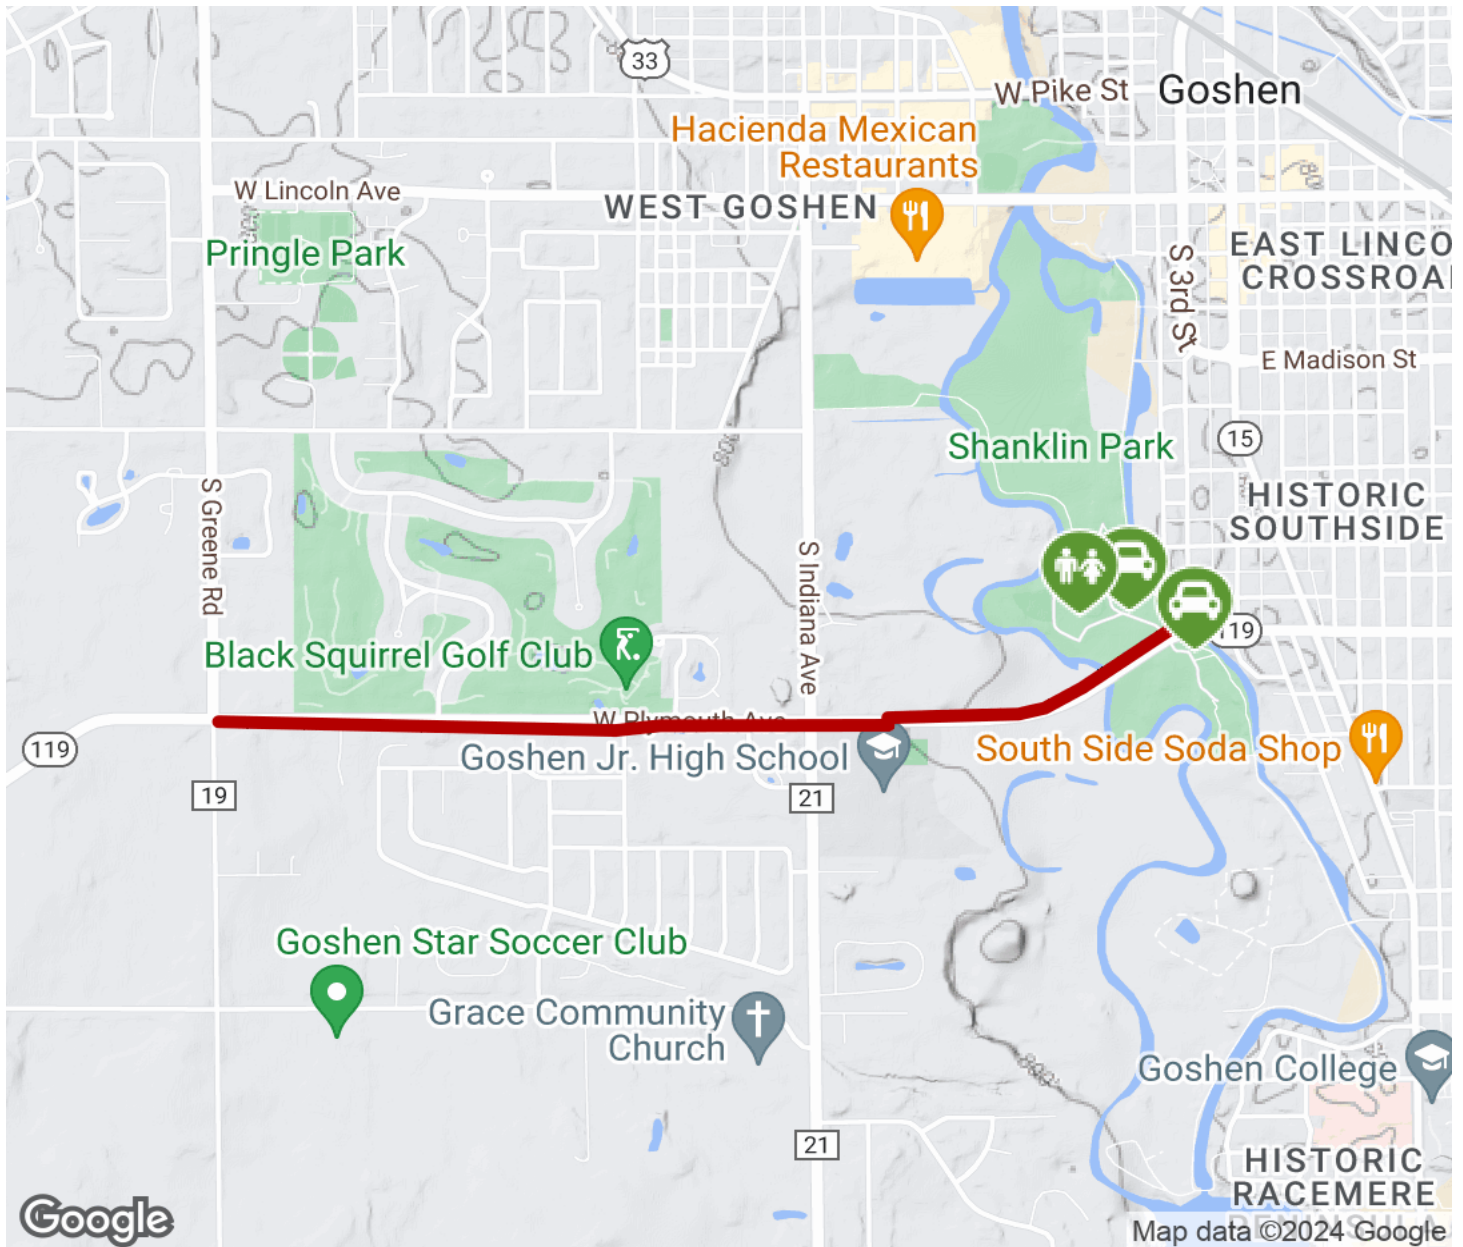 33
W Pike St
Goshen
Hacienda Mexican
Restaurants
W Lincoln Ave
WEST GOSHEN
Pringle Park
S 3rd St
EAST LINCO
CROSSROA
E Madison St
Shanklin Park
15
HISTORIC
SOUTHSIDE
S Greene Rd
S Indiana Ave
Black Squirrel Golf Club
119
W Plymouth Ave
119
Goshen Jr. High School
South Side Soda Shop
19
21
Goshen Star Soccer Club
Grace Community
Church
Goshen College
21
HISTORIC
RACEMERE
PENINSULA
Google
Map data ©2024 Google